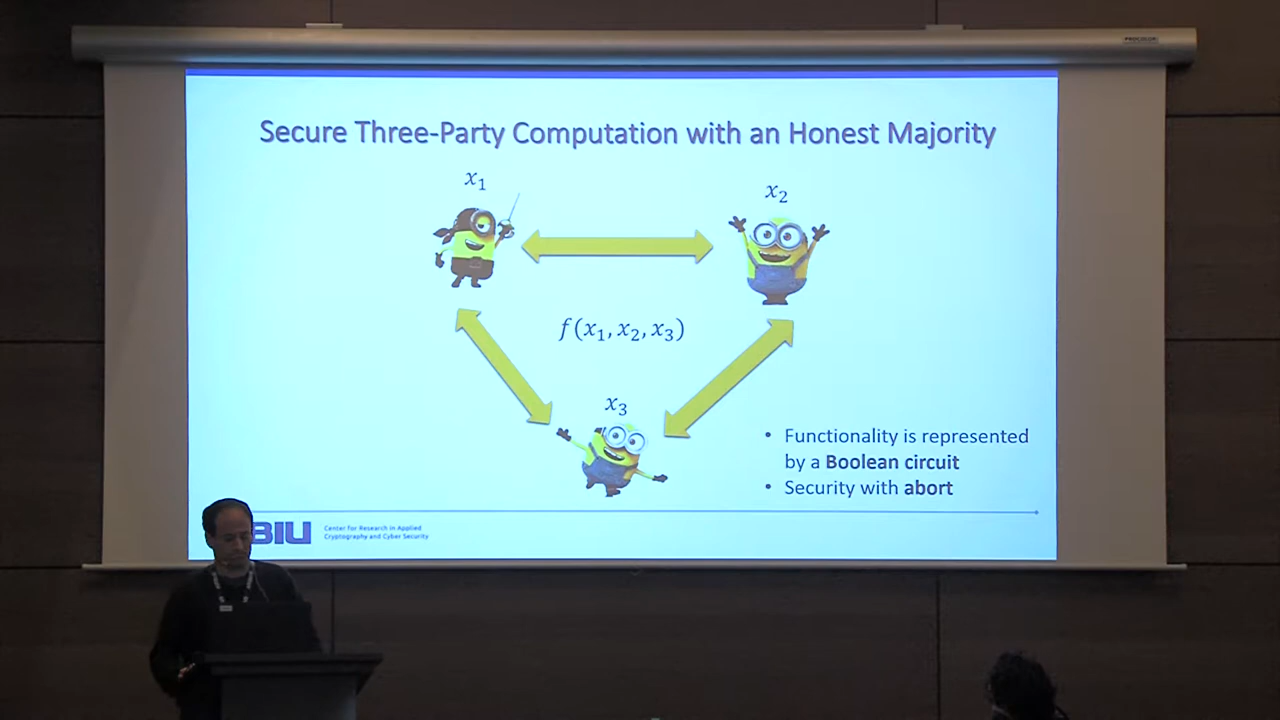 Secure Three-Party Computation with an Honest Majority
x₁
x₂
f(x₁, x₂, x₃)
x₃
• Functionality is represented
by a Boolean circuit
• Security with abort
BIU
Center for Research in Applied
Cryptography and Cyber Security